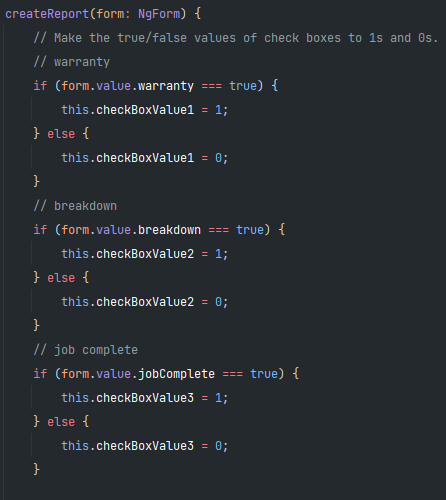 createReport(form: NgForm) {
    // Make the true/false values of check boxes to 1s and 0s.
    // warranty
    if (form.value.warranty === true) {
        this.checkBoxValue1 = 1;
    } else {
        this.checkBoxValue1 = 0;
    }
    // breakdown
    if (form.value.breakdown === true) {
        this.checkBoxValue2 = 1;
    } else {
        this.checkBoxValue2 = 0;
    }
    // job complete
    if (form.value.jobComplete === true) {
        this.checkBoxValue3 = 1;
    } else {
        this.checkBoxValue3 = 0;
    }